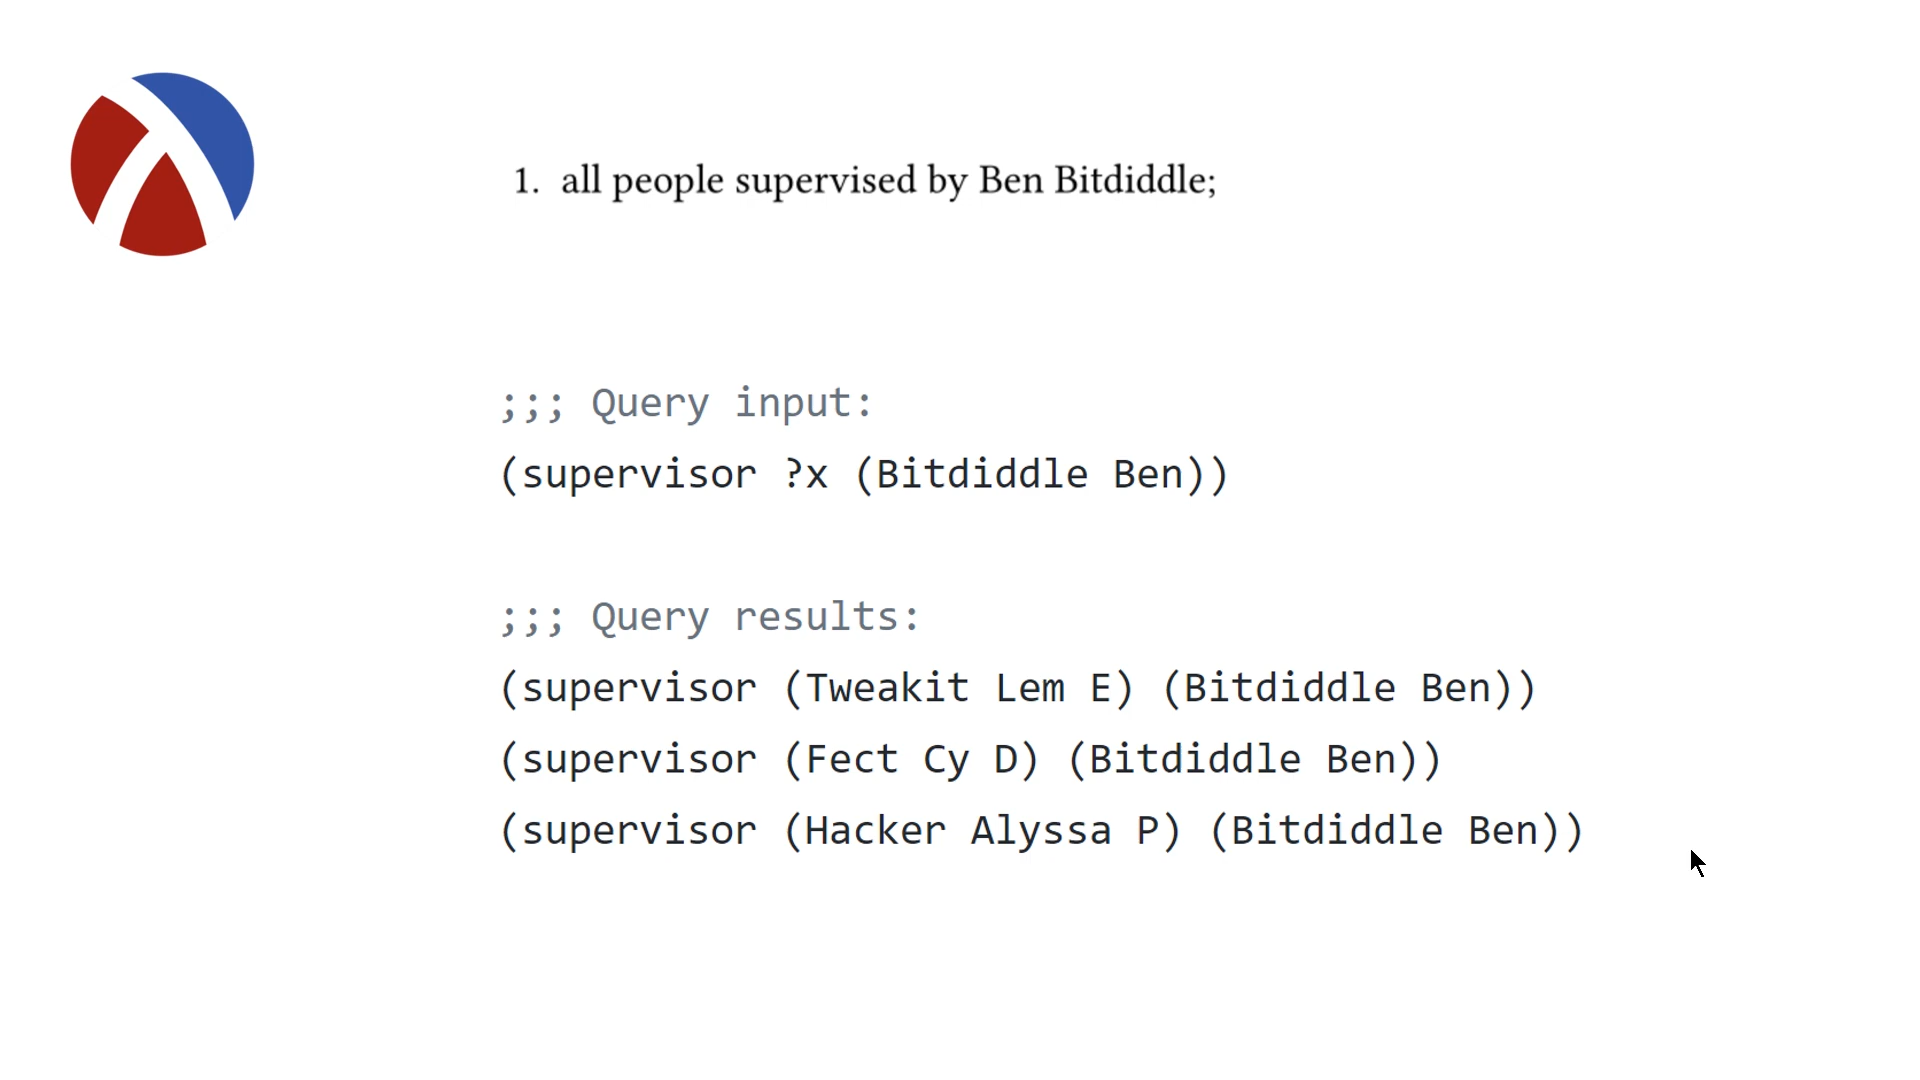 1. all people supervised by Ben Bitdiddle;
;;; Query input:
(supervisor ?x (Bitdiddle Ben))
;;; Query results:
(supervisor (Tweakit Lem E) (Bitdiddle Ben))
(supervisor (Fect Cy D) (Bitdiddle Ben))
(supervisor (Hacker Alyssa P) (Bitdiddle Ben))